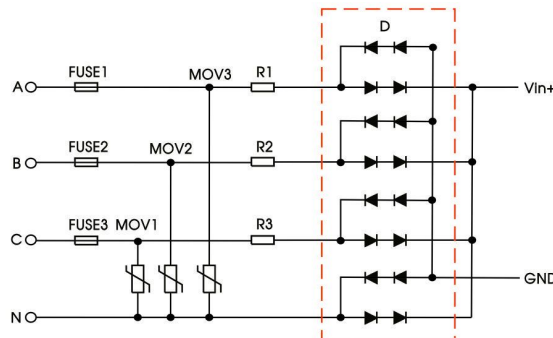 D
FUSE1 MOV3 R1
A Vin+
FUSE2 MOV2 R2
B
FUSE3 MOV1 R3
C
GND
N